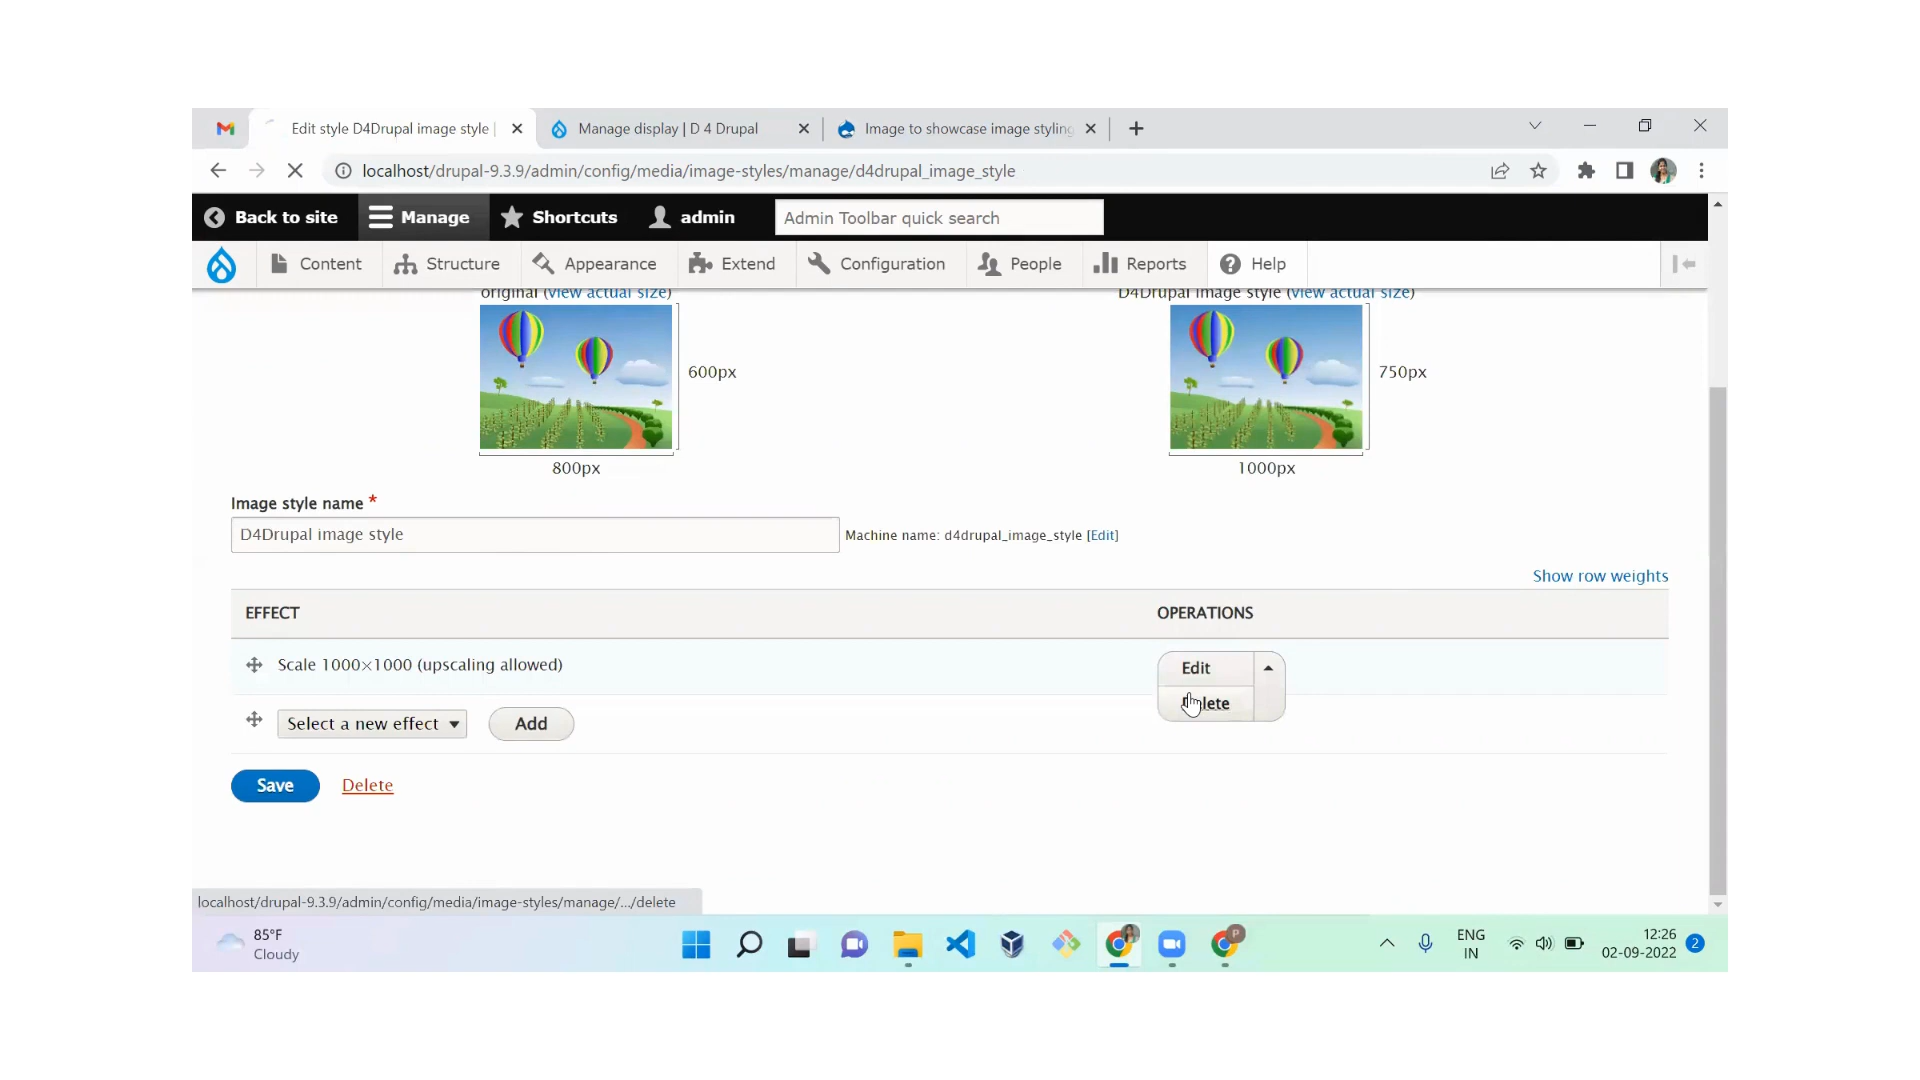 Edit style D4Drupal image style |
Manage display | D 4 Drupal
Image to showcase image styling
localhost/drupal-9.3.9/admin/config/media/image-styles/manage/d4drupal_image_style
Back to site
Manage
Shortcuts
admin
Admin Toolbar quick search
Content
Structure
Appearance
Extend
Configuration
People
Reports
Help
original (view actual size)
D4Drupal image style (view actual size)
600px
750px
800px
1000px
Image style name *
D4Drupal image style
Machine name: d4drupal_image_style [Edit]
Show row weights
EFFECT
OPERATIONS
Scale 1000×1000 (upscaling allowed)
Edit
Delete
Select a new effect
Add
Save
Delete
localhost/drupal-9.3.9/admin/config/media/image-styles/manage/.../delete
85°F
Cloudy
P
ENG
IN
12:26
02-09-2022
2